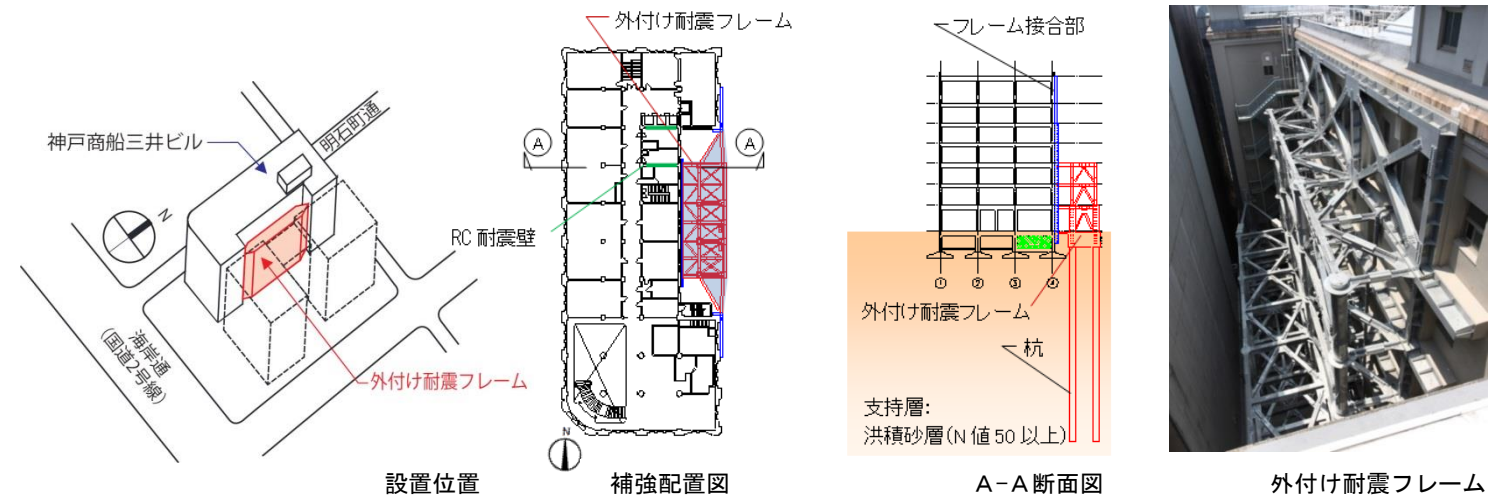 神戸商船三井ビル
明石町通
N
海岸通
(国道2号線)
外付け耐震フレーム
設置位置
外付け耐震フレーム
A
A
RC 耐震壁
N
補強配置図
フレーム接合部
① ② ③ ④
外付け耐震フレーム
杭
支持層:
洪積砂層(N 値 50 以上)
A-A断面図
外付け耐震フレーム